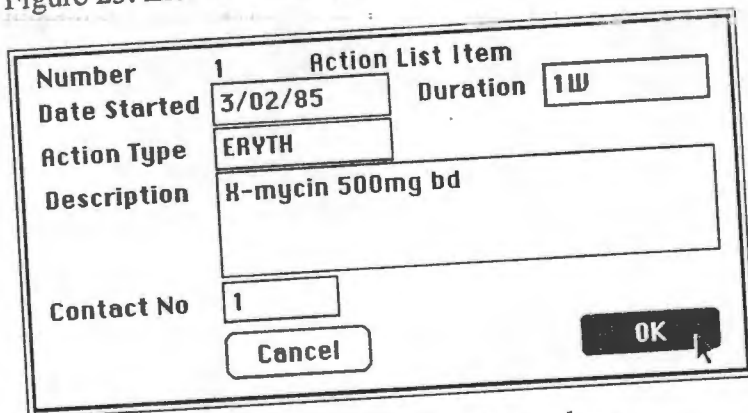 Figure
Action List Item
Number 1
Date Started 3/02/85 Duration 1W
Action Type ERYTH
Description X-mycin 500mg bd
Contact No 1
Cancel OK